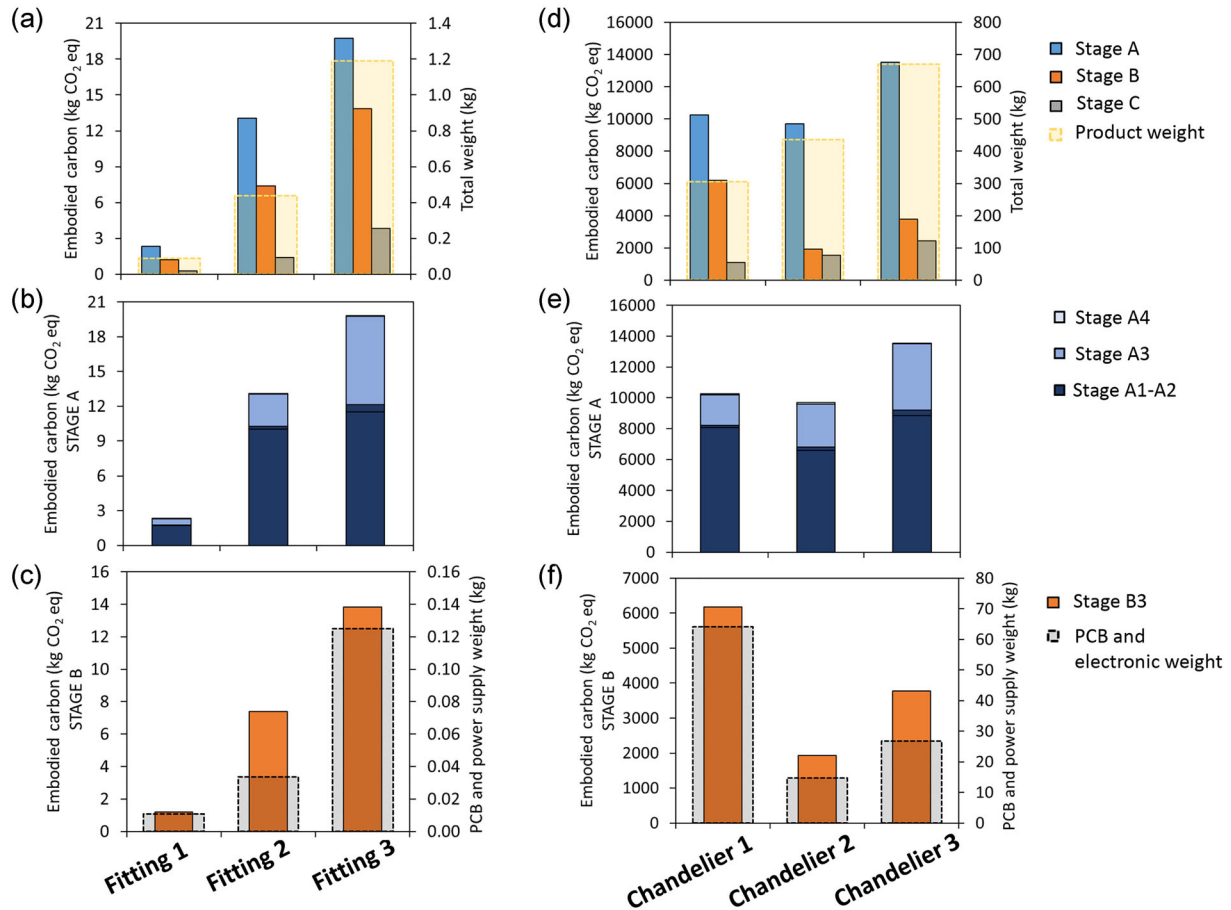 (a)
21
18
15
12
9
6
3
0
Embodied carbon (kg CO₂ eq)
1.4
1.2
1.0
0.8
0.6
0.4
0.2
0.0
Total weight (kg)
(d)
16000
14000
12000
10000
8000
6000
4000
2000
0
Embodied carbon (kg CO₂ eq)
800
700
600
500
400
300
200
100
0
Total weight (kg)
Stage A
Stage B
Stage C
Product weight
(b)
21
18
15
12
9
6
3
0
Embodied carbon (kg CO₂ eq)
STAGE A
(e)
16000
14000
12000
10000
8000
6000
4000
2000
0
Embodied carbon (kg CO₂ eq)
STAGE A
Stage A4
Stage A3
Stage A1-A2
(c)
16
14
12
10
8
6
4
2
0
Embodied carbon (kg CO₂ eq)
STAGE B
0.16
0.14
0.12
0.10
0.08
0.06
0.04
0.02
0.00
PCB and power supply weight (kg)
Fitting 1
Fitting 2
Fitting 3
(f)
7000
6000
5000
4000
3000
2000
1000
0
Embodied carbon (kg CO₂ eq)
STAGE B
80
70
60
50
40
30
20
10
0
PCB and power supply weight (kg)
Chandelier 1
Chandelier 2
Chandelier 3
Stage B3
PCB and
electronic weight